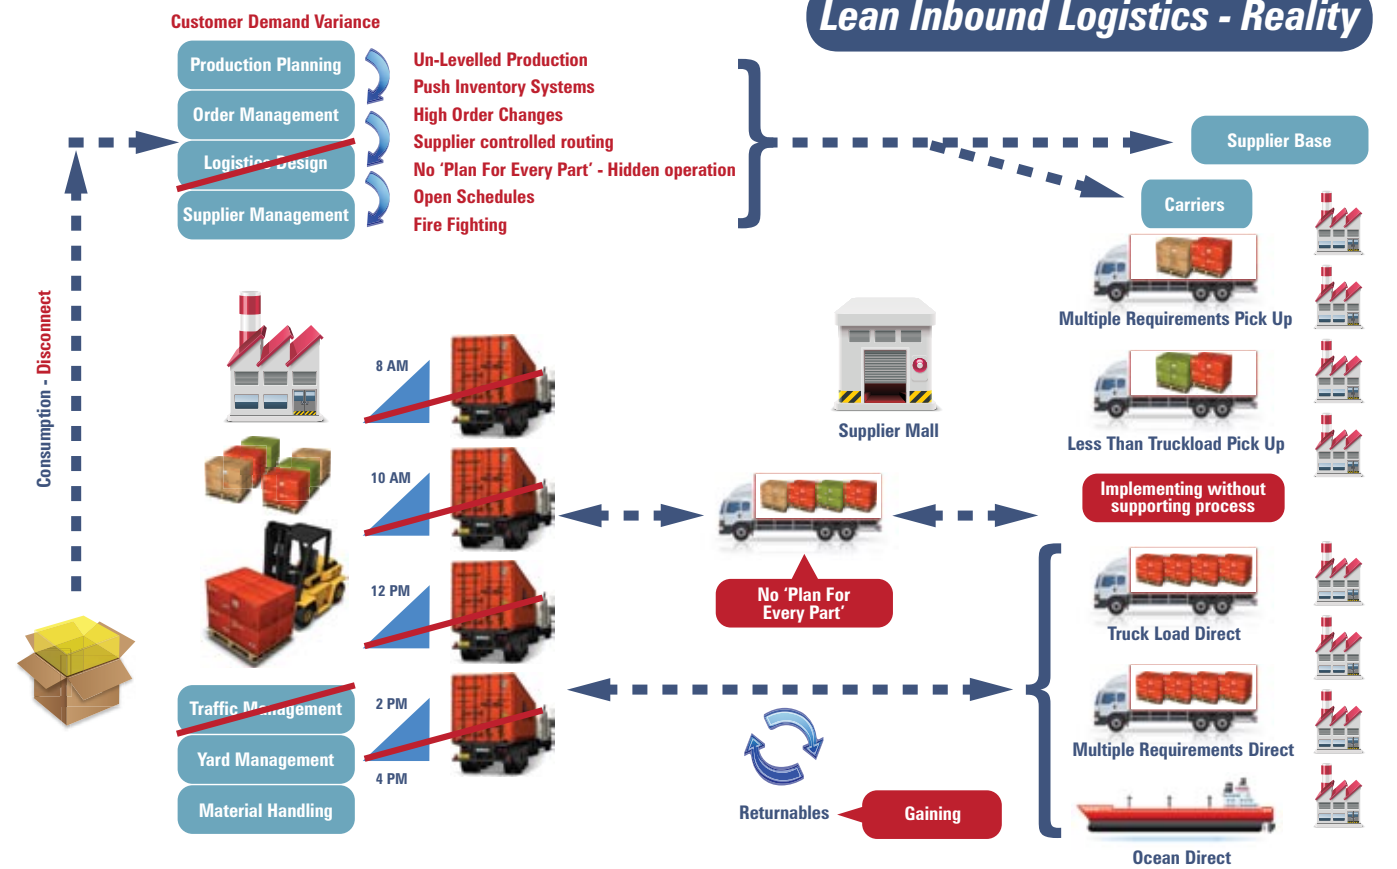 Lean Inbound Logistics - Reality
Customer Demand Variance
Production Planning
Order Management
Logistics Design
Supplier Management
Un-Levelled Production
Push Inventory Systems
High Order Changes
Supplier controlled routing
No ‘Plan For Every Part’ - Hidden operation
Open Schedules
Fire Fighting
Supplier Base
Carriers
Multiple Requirements Pick Up
Less Than Truckload Pick Up
Implementing without
supporting process
Consumption - Disconnect
8 AM
10 AM
12 PM
2 PM
4 PM
Supplier Mall
No ‘Plan For
Every Part’
Truck Load Direct
Multiple Requirements Direct
Ocean Direct
Traffic Management
Yard Management
Material Handling
Returnables
Gaining